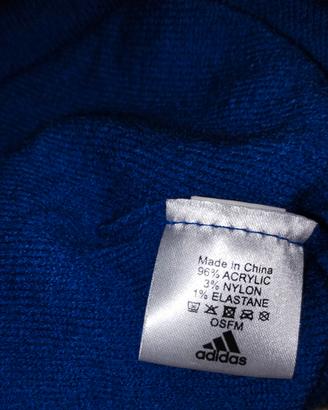 Made in China
96% ACRYLIC
3% NYLON
1% ELASTANE
OSFM
adidas